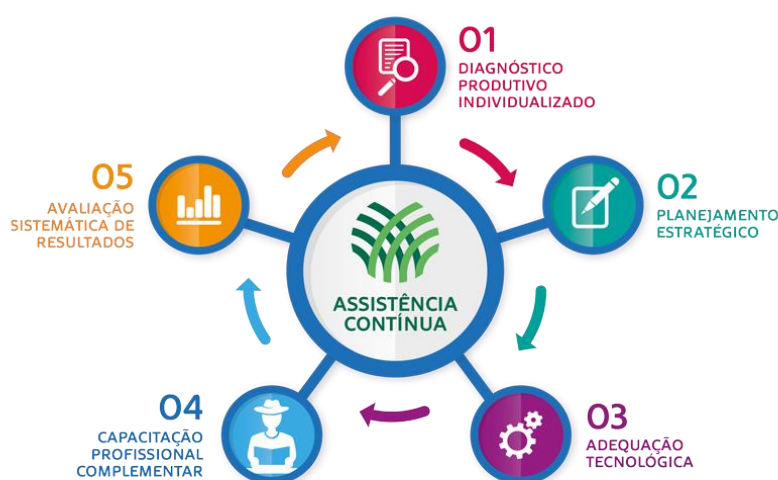 01
DIAGNÓSTICO
PRODUTIVO
INDIVIDUALIZADO
02
PLANEJAMENTO
ESTRATÉGICO
03
ADEQUAÇÃO
TECNOLÓGICA
04
CAPACITAÇÃO
PROFISSIONAL
COMPLEMENTAR
05
AVALIAÇÃO
SISTEMÁTICA DE
RESULTADOS
ASSISTÊNCIA
CONTÍNUA